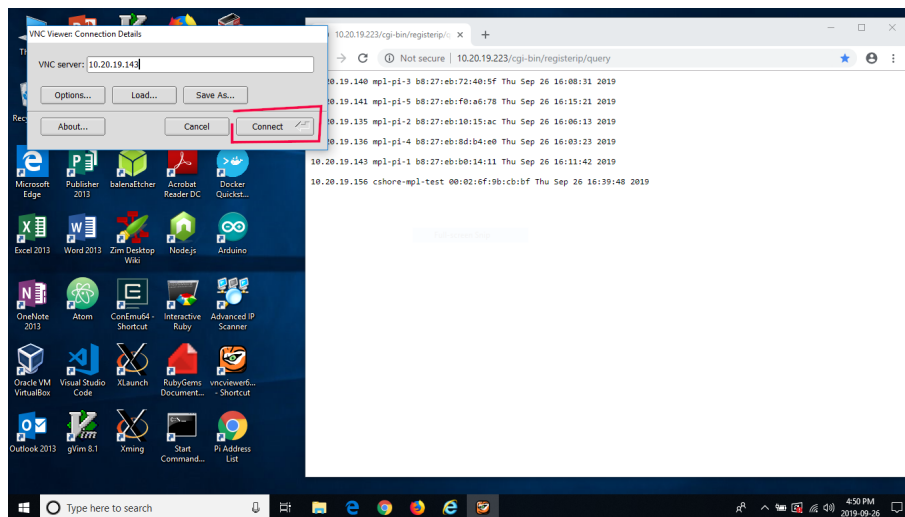 VNC Viewer: Connection Details
VNC server: 10.20.19.143
Options... Load... Save As...
About... Cancel Connect
10.20.19.223/cgi-bin/registerip/
Not secure | 10.20.19.223/cgi-bin/registerip/query
.20.19.140 mpl-pi-3 b8:27:eb:72:40:5f Thu Sep 26 16:08:31 2019
.20.19.141 mpl-pi-5 b8:27:eb:f0:a6:78 Thu Sep 26 16:15:21 2019
.20.19.135 mpl-pi-2 b8:27:eb:10:15:ac Thu Sep 26 16:06:13 2019
.20.19.136 mpl-pi-4 b8:27:eb:8d:b4:e0 Thu Sep 26 16:03:23 2019
10.20.19.143 mpl-pi-1 b8:27:eb:b0:14:11 Thu Sep 26 16:11:42 2019
10.20.19.156 cshore-mpl-test 00:02:6f:9b:cb:bf Thu Sep 26 16:39:48 2019
Th
Recy
Microsoft Edge
Publisher 2013
balenaEtcher
Acrobat Reader DC
Docker Quickst...
Excel 2013
Word 2013
Zim Desktop Wiki
Node.js
Arduino
OneNote 2013
Atom
ConEmu64 - Shortcut
Interactive Ruby
Advanced IP Scanner
Oracle VM VirtualBox
Visual Studio Code
XLaunch
RubyGems Document...
vncviewer6... - Shortcut
Outlook 2013
gVim 8.1
Xming
Start Command...
Pi Address List
Type here to search
4:50 PM
2019-09-26